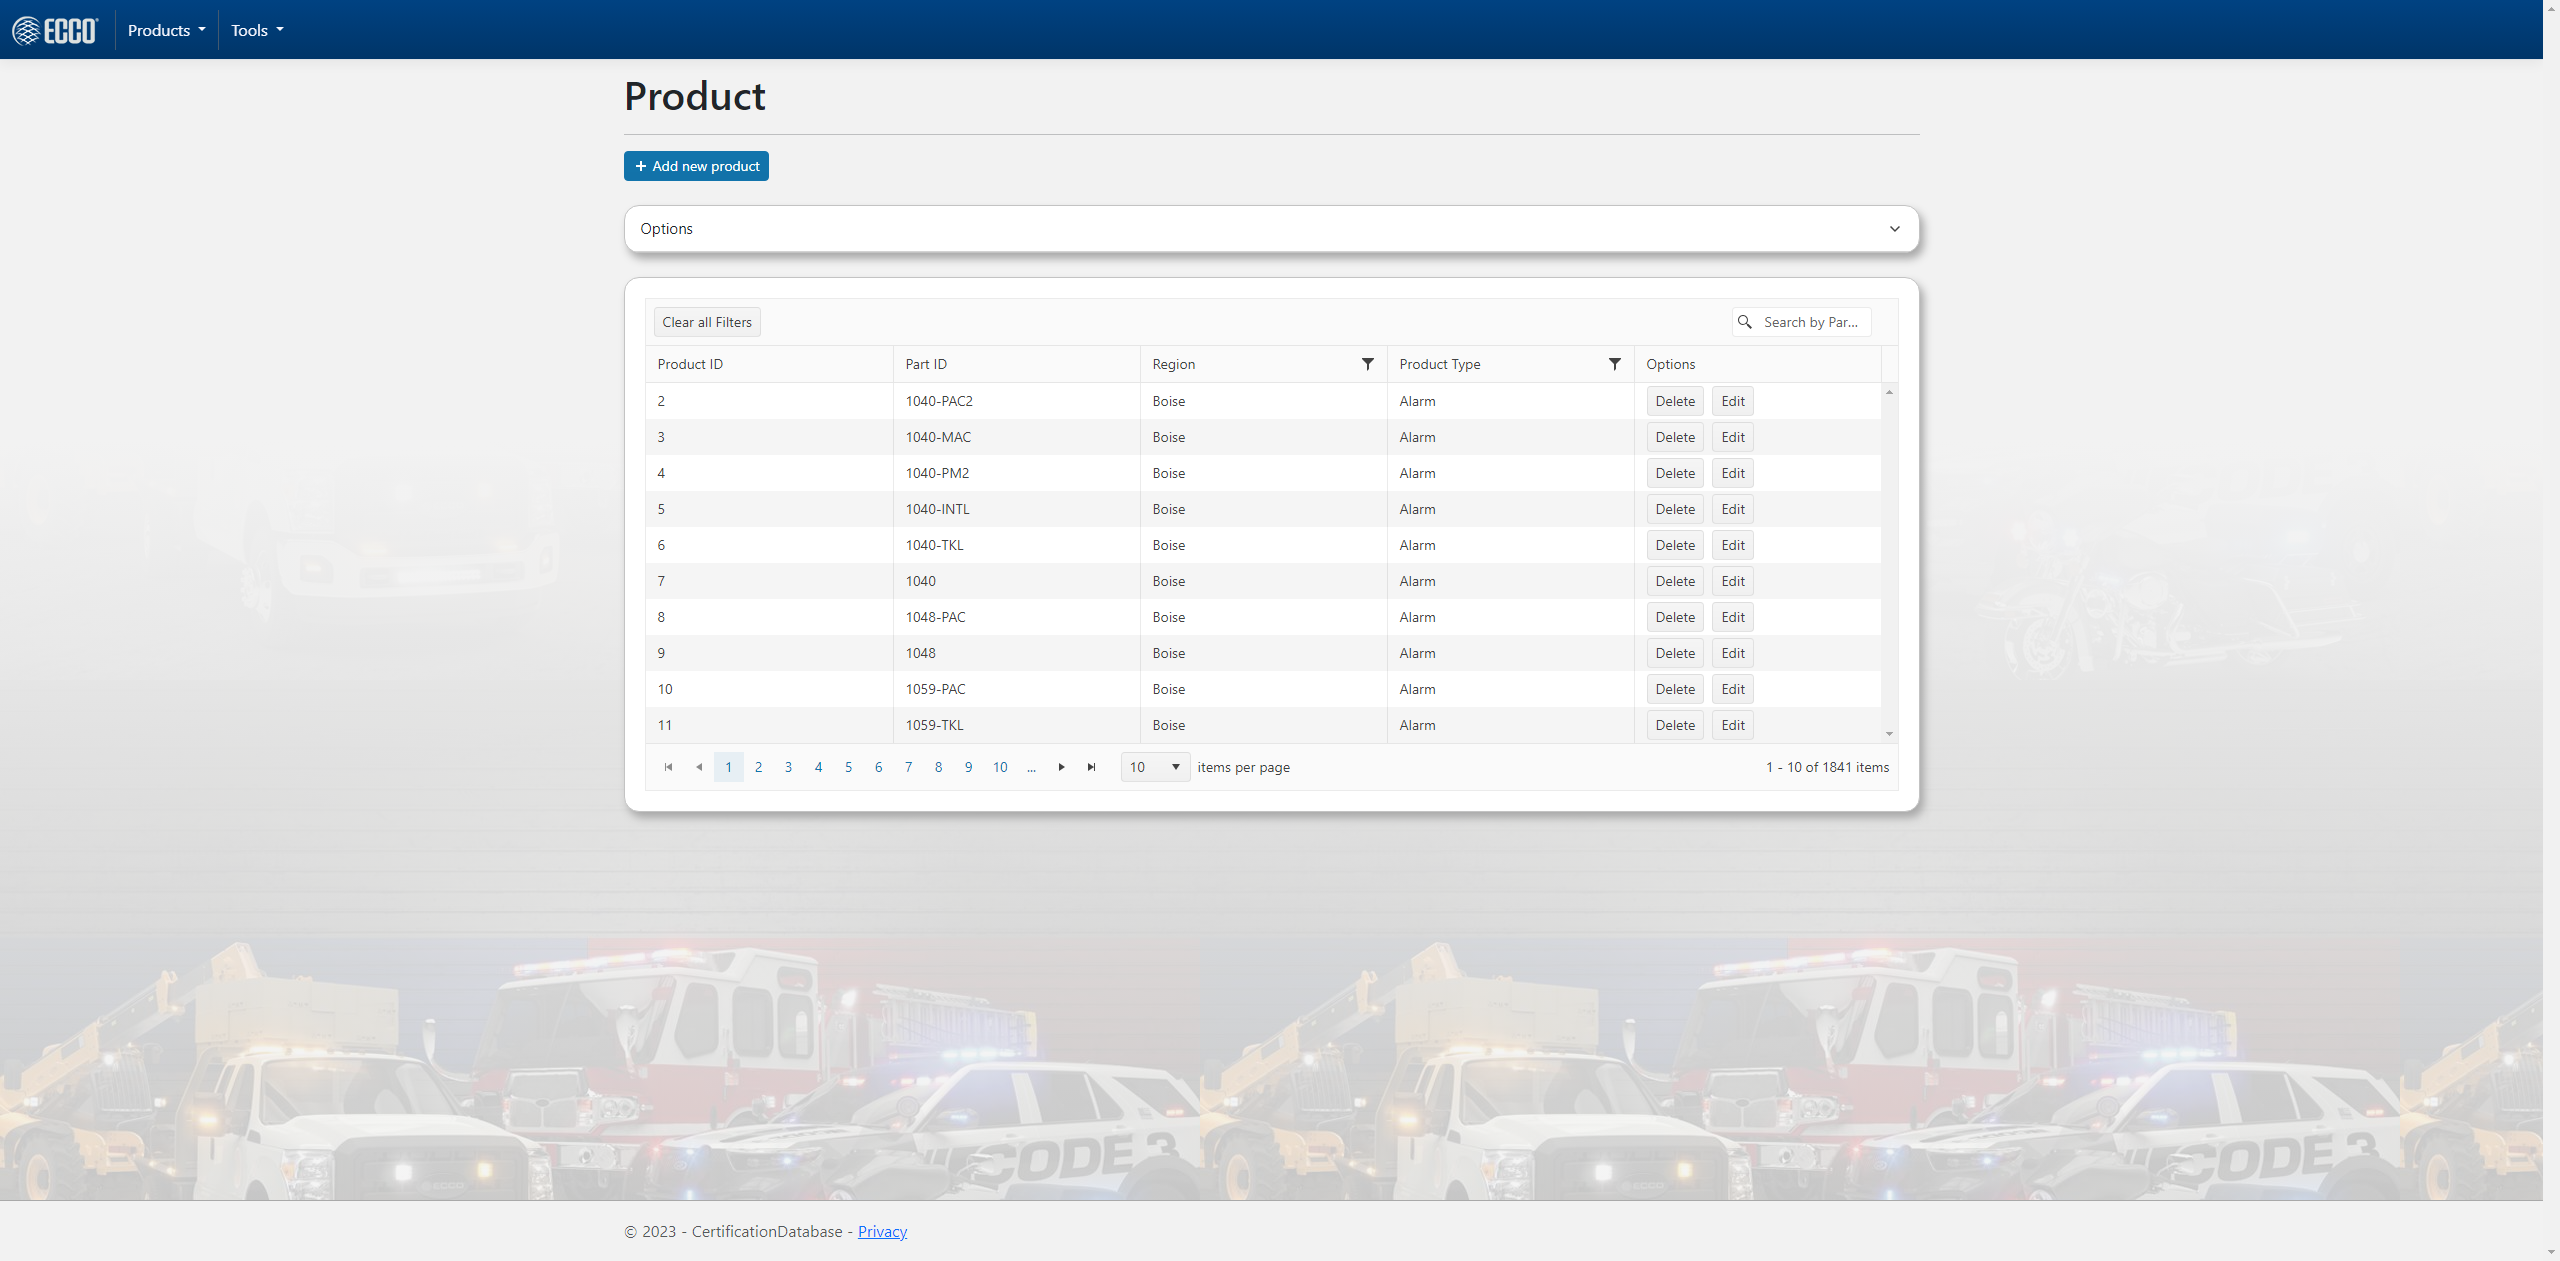 ECCO Products Tools
Product
+ Add new product
Options
Clear all Filters Search by Par...
Product ID Part ID Region Product Type Options
2 1040-PAC2 Boise Alarm Delete Edit
3 1040-MAC Boise Alarm Delete Edit
4 1040-PM2 Boise Alarm Delete Edit
5 1040-INTL Boise Alarm Delete Edit
6 1040-TKL Boise Alarm Delete Edit
7 1040 Boise Alarm Delete Edit
8 1048-PAC Boise Alarm Delete Edit
9 1048 Boise Alarm Delete Edit
10 1059-PAC Boise Alarm Delete Edit
11 1059-TKL Boise Alarm Delete Edit
1 2 3 4 5 6 7 8 9 10 ... 10 items per page 1 - 10 of 1841 items
CODE 3 CODE 3
ECCO ECCO
© 2023 - CertificationDatabase - Privacy